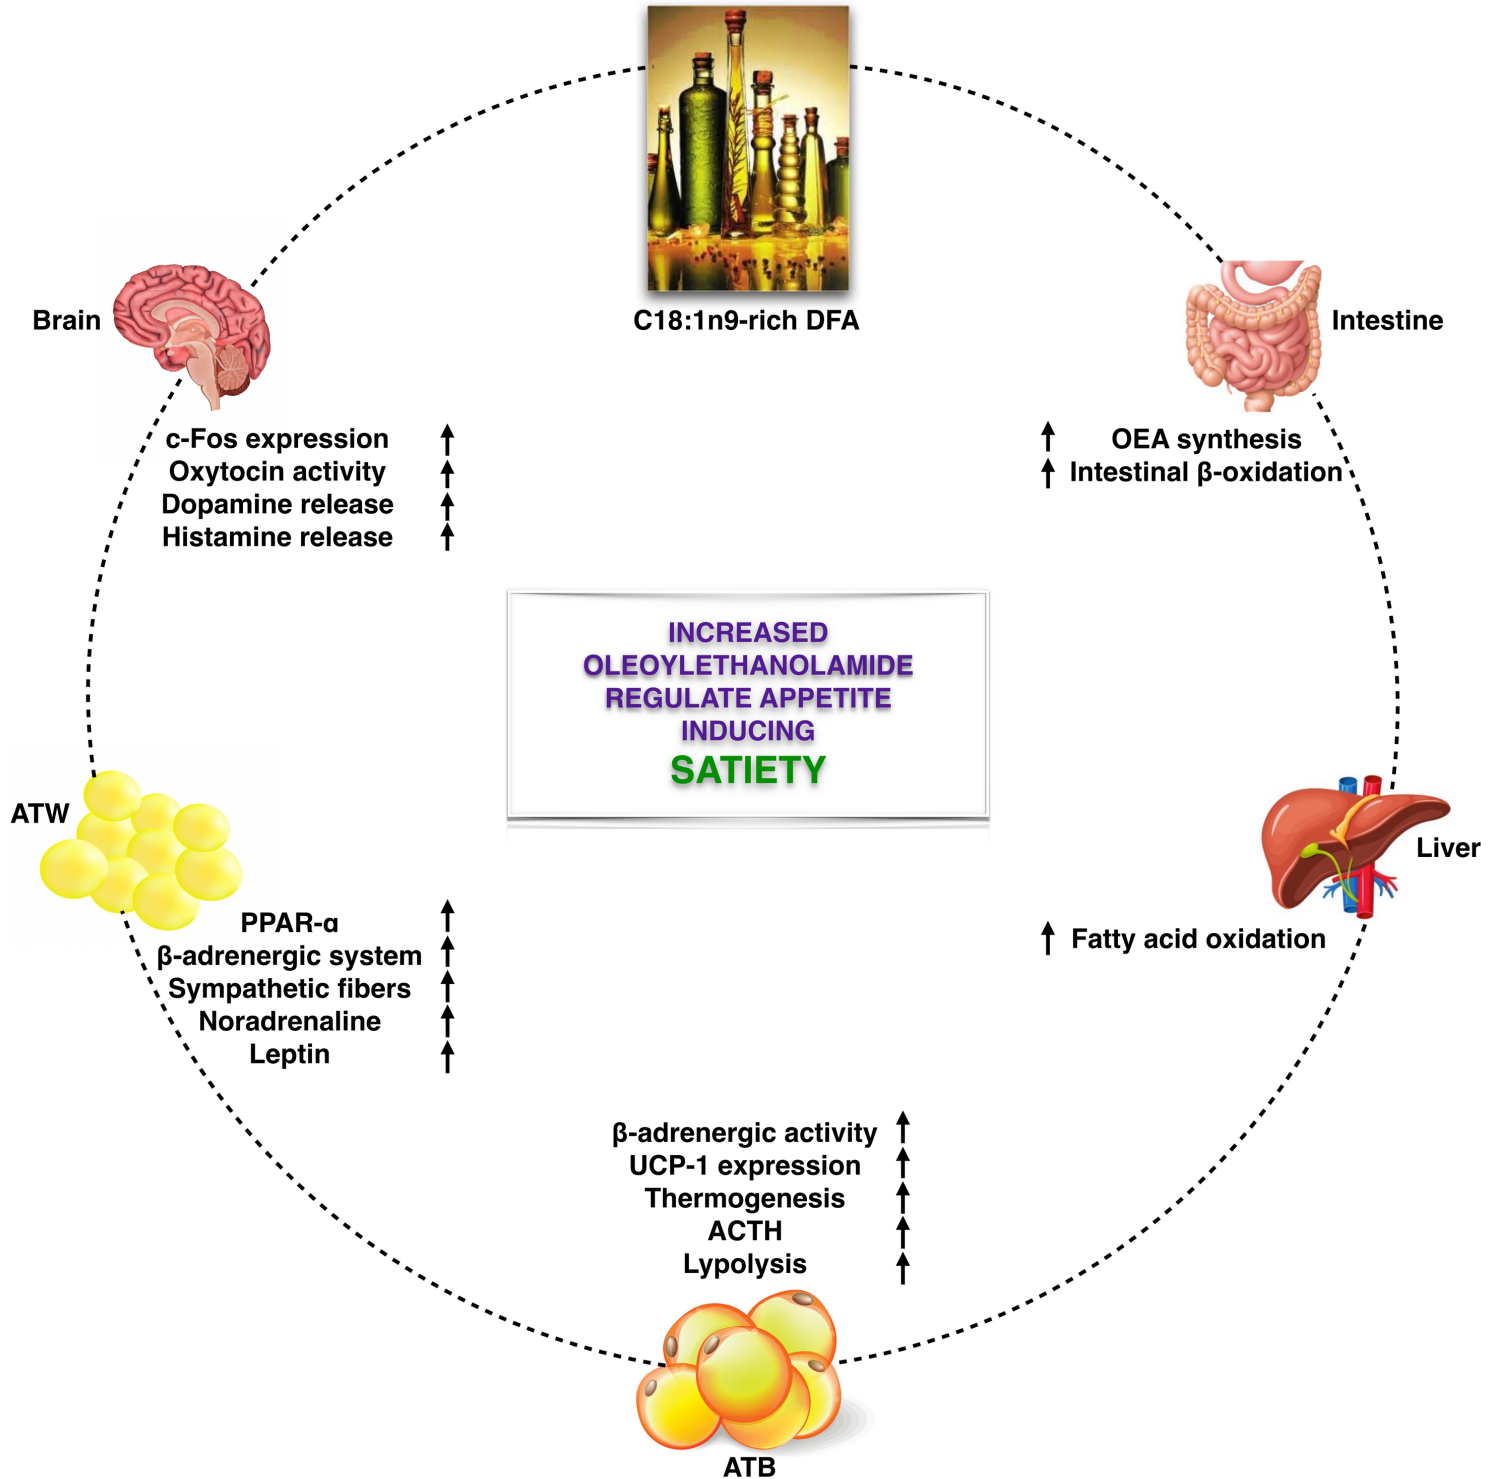 C18:1n9-rich DFA
Brain
c-Fos expression
Oxytocin activity
Dopamine release
Histamine release
Intestine
OEA synthesis
Intestinal β-oxidation
INCREASED
OLEOYLETHANOLAMIDE
REGULATE APPETITE
INDUCING
SATIETY
ATW
PPAR-α
β-adrenergic system
Sympathetic fibers
Noradrenaline
Leptin
Liver
Fatty acid oxidation
β-adrenergic activity
UCP-1 expression
Thermogenesis
ACTH
Lypolysis
ATB